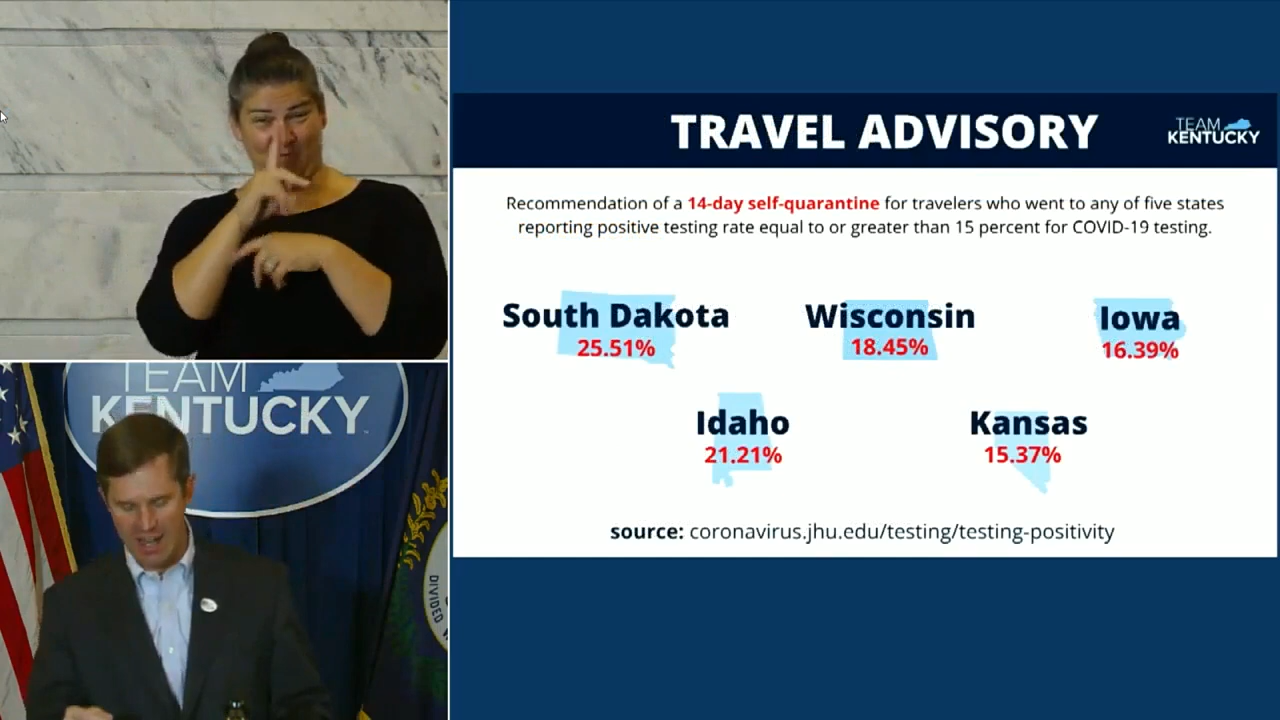 TRAVEL ADVISORY
TEAM
KENTUCKY
Recommendation of a 14-day self-quarantine for travelers who went to any of five states
reporting positive testing rate equal to or greater than 15 percent for COVID-19 testing.
South Dakota
25.51%
Wisconsin
18.45%
Iowa
16.39%
Idaho
21.21%
Kansas
15.37%
source: coronavirus.jhu.edu/testing/testing-positivity
TEAM
KENTUCKY
DIVIDED